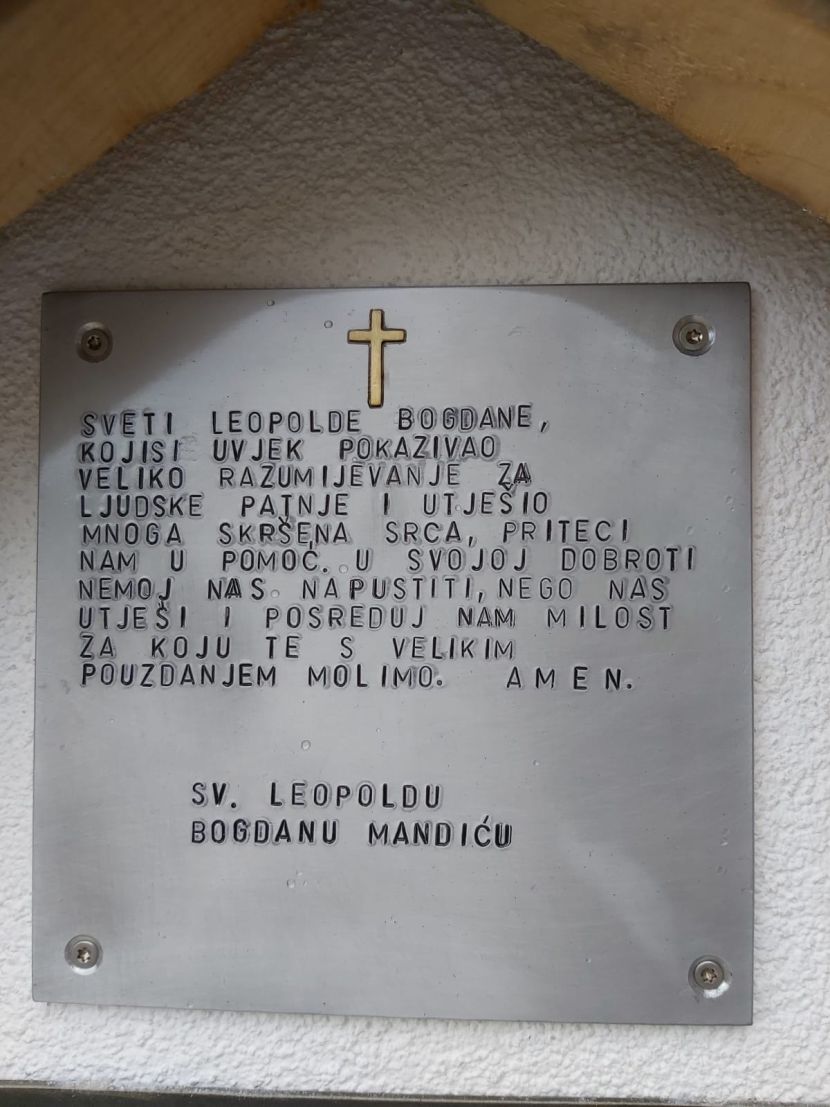 SVETI LEOPOLDE BOGDANE,
KOJISI UVJEK POKAZIVAO
VELIKO RAZUMIJEVANJE ZA
LJUDSKE PATNJE I UTJEŠIO
MNOGA SKRŠENA SRCA, PRITECI
NAM U POMOĆ. U SVOJOJ DOBROTI
NEMOJ NAS NAPUSTITI, NEGO NAS
UTJEŠI I POSREDUJ NAM MILOST
ZA KOJU TE S VELIKIM
POUZDANJEM MOLIMO. AMEN.
SV. LEOPOLDU
BOGDANU MANDIĆU